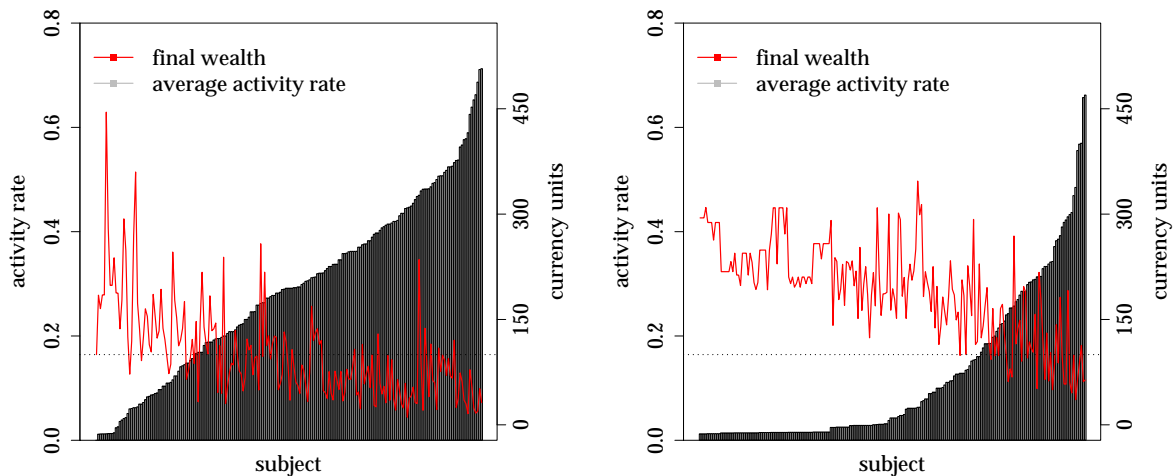 final wealth
average activity rate
activity rate
0.0
0.2
0.4
0.6
0.8
currency units
0
150
300
450
subject
final wealth
average activity rate
activity rate
0.0
0.2
0.4
0.6
0.8
currency units
0
150
300
450
subject